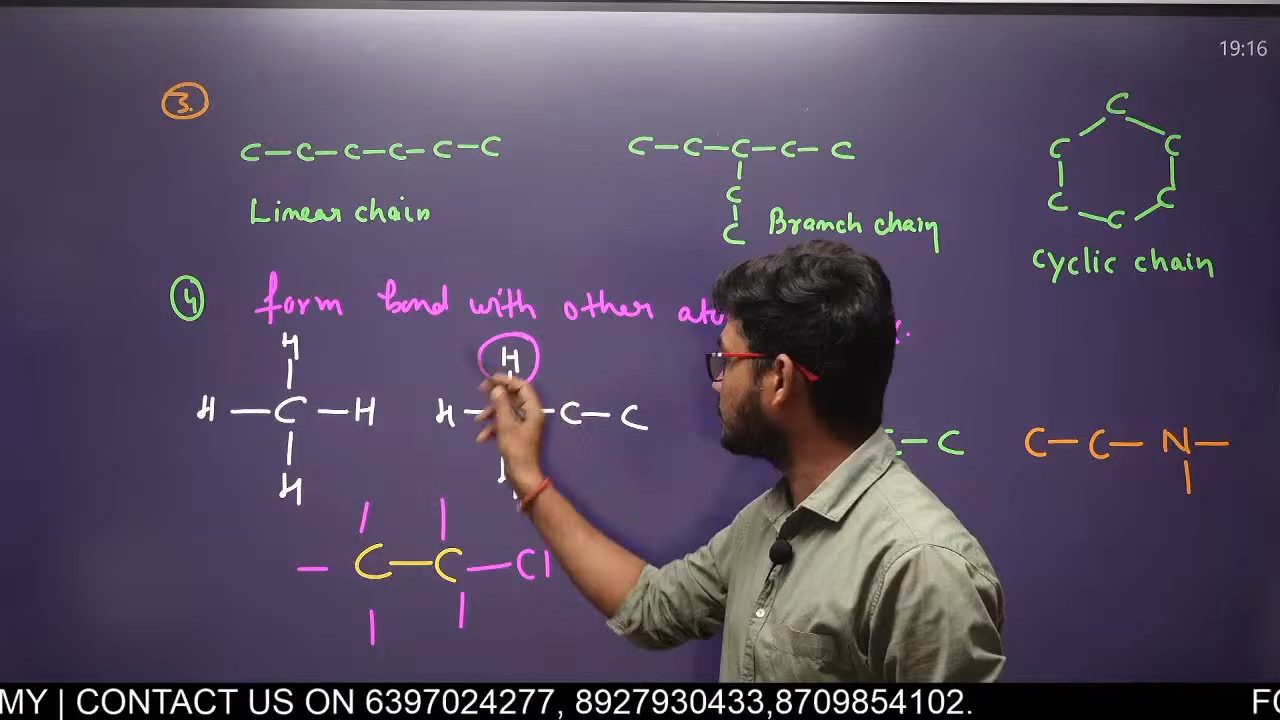 19:16
3.
C-C-C-C-C-C
C-C-C-C-C
C
C
C
C
C
C
C
C
Linear chain
Branch chain
cyclic chain
4
form bond with other
H
H
H-C-H
H-
C-C
C-C
C-C-N-
H
-C-C-Cl
MY | CONTACT US ON 6397024277, 8927930433,8709854102.
FO